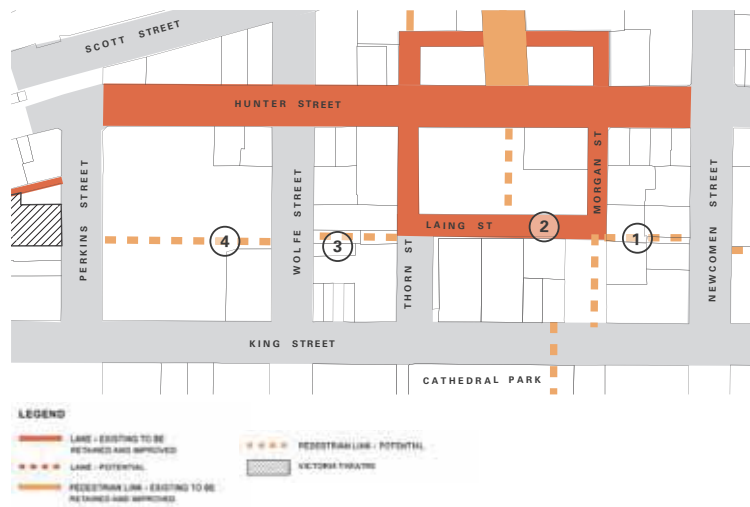 SCOTT STREET
HUNTER STREET
PERKINS STREET
WOLFE STREET
THORN ST
LAING ST
MORGAN ST
NEWCOMEN STREET
4
3
2
1
KING STREET
CATHEDRAL PARK
LEGEND
LANE - EXISTING TO BE
RETAINED AND IMPROVED
LANE - POTENTIAL
PEDESTRIAN LINK - EXISTING TO BE
RETAINED AND IMPROVED
PEDESTRIAN LINK - POTENTIAL
VICTORIA THEATRE